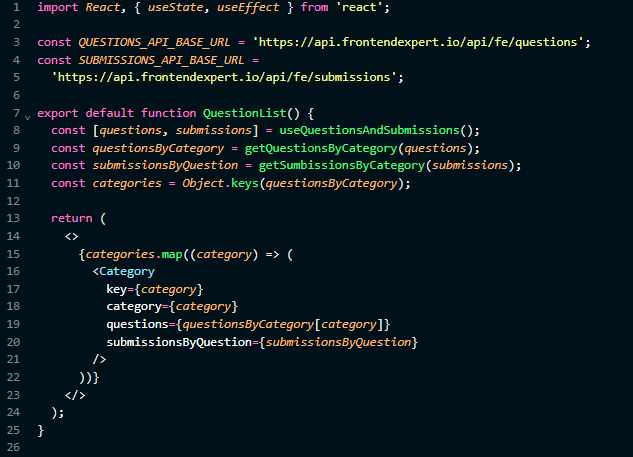 1 import React, { useState, useEffect } from 'react';
2
3 const QUESTIONS_API_BASE_URL = 'https://api.frontendexpert.io/api/fe/questions';
4 const SUBMISSIONS_API_BASE_URL =
5   'https://api.frontendexpert.io/api/fe/submissions';
6
7 export default function QuestionList() {
8   const [questions, submissions] = useQuestionsAndSubmissions();
9   const questionsByCategory = getQuestionsByCategory(questions);
10   const submissionsByQuestion = getSumbissionsByCategory(submissions);
11   const categories = Object.keys(questionsByCategory);
12
13   return (
14     <>
15       {categories.map((category) => (
16         <Category
17           key={category}
18           category={category}
19           questions={questionsByCategory[category]}
20           submissionsByQuestion={submissionsByQuestion}
21         />
22       ))}
23     </>
24   );
25 }
26